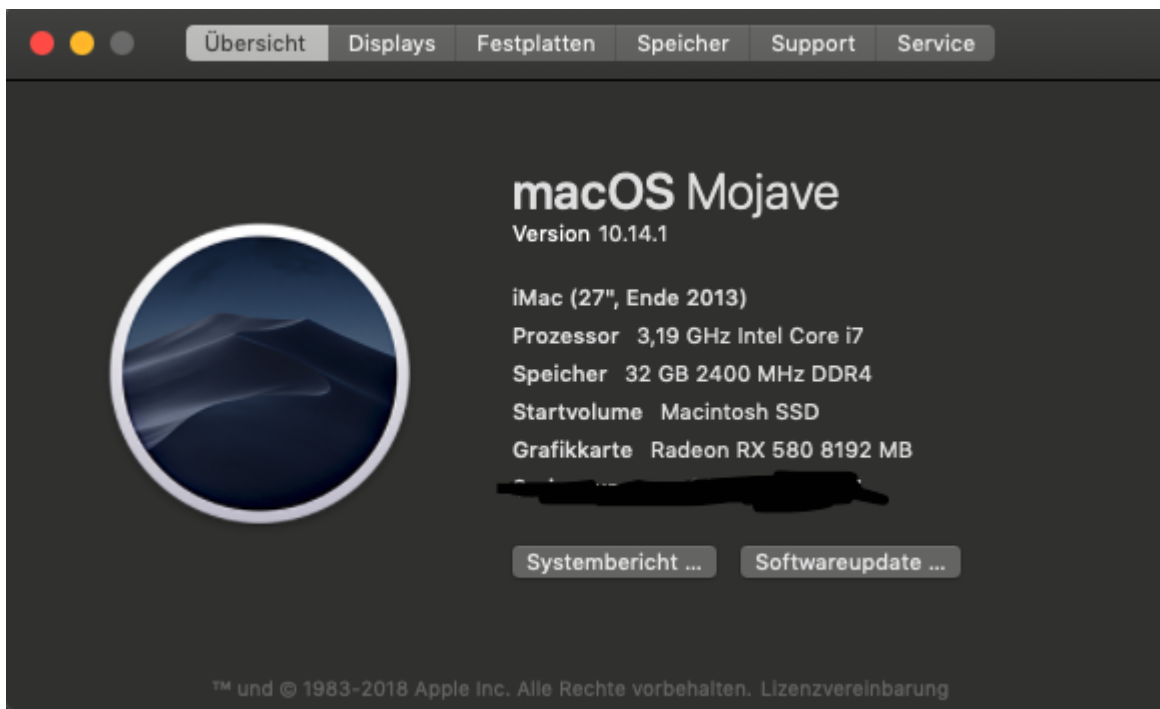 Übersicht Displays Festplatten Speicher Support Service
macOS Mojave
Version 10.14.1
iMac (27", Ende 2013)
Prozessor 3,19 GHz Intel Core i7
Speicher 32 GB 2400 MHz DDR4
Startvolume Macintosh SSD
Grafikkarte Radeon RX 580 8192 MB
Systembericht ... Softwareupdate ...
™ und © 1983-2018 Apple Inc. Alle Rechte vorbehalten. Lizenzvereinbarung